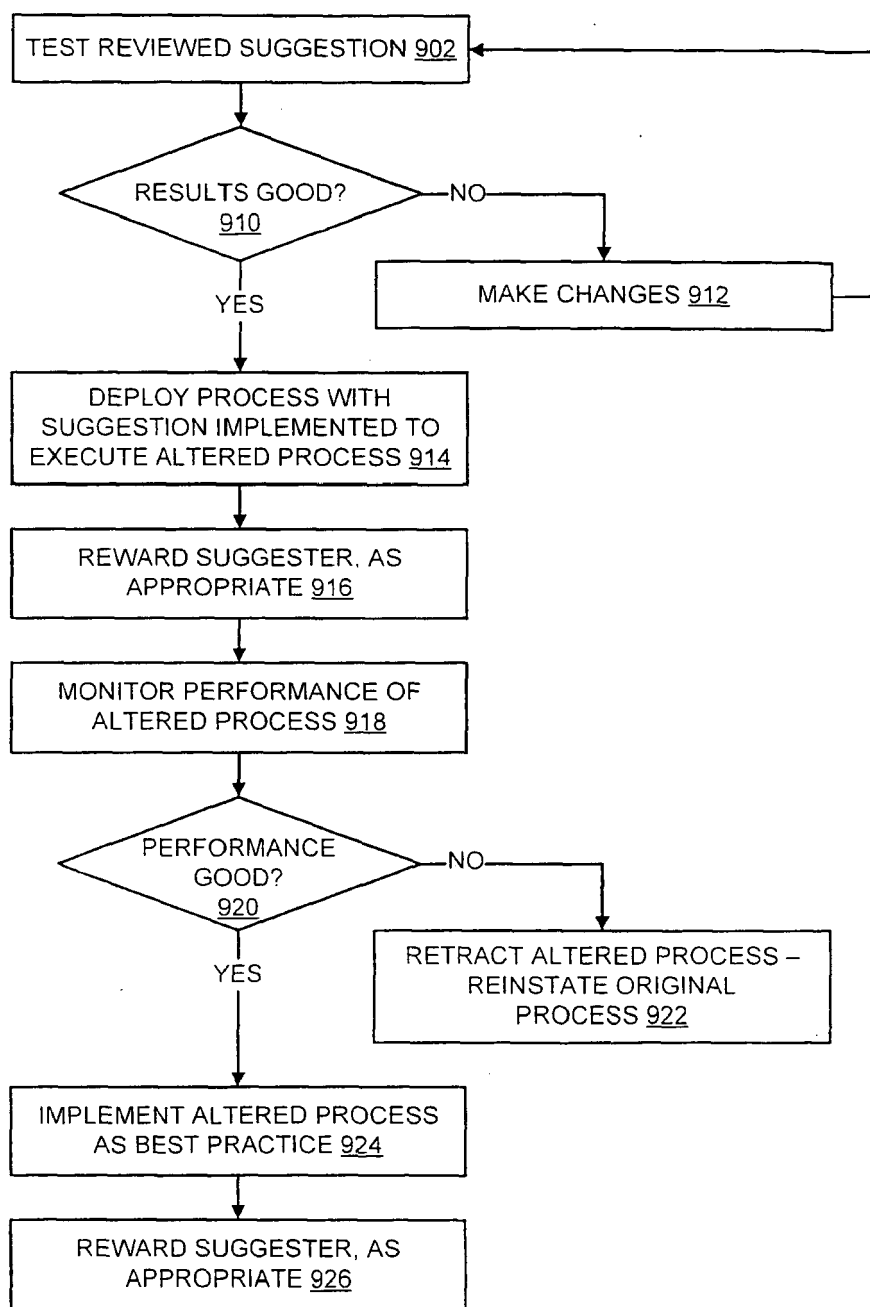 TEST REVIEWED SUGGESTION 902
RESULTS GOOD?
910
NO
MAKE CHANGES 912
YES
DEPLOY PROCESS WITH
SUGGESTION IMPLEMENTED TO
EXECUTE ALTERED PROCESS 914
REWARD SUGGESTER, AS
APPROPRIATE 916
MONITOR PERFORMANCE OF
ALTERED PROCESS 918
PERFORMANCE
GOOD?
920
NO
RETRACT ALTERED PROCESS –
REINSTATE ORIGINAL
PROCESS 922
YES
IMPLEMENT ALTERED PROCESS
AS BEST PRACTICE 924
REWARD SUGGESTER, AS
APPROPRIATE 926